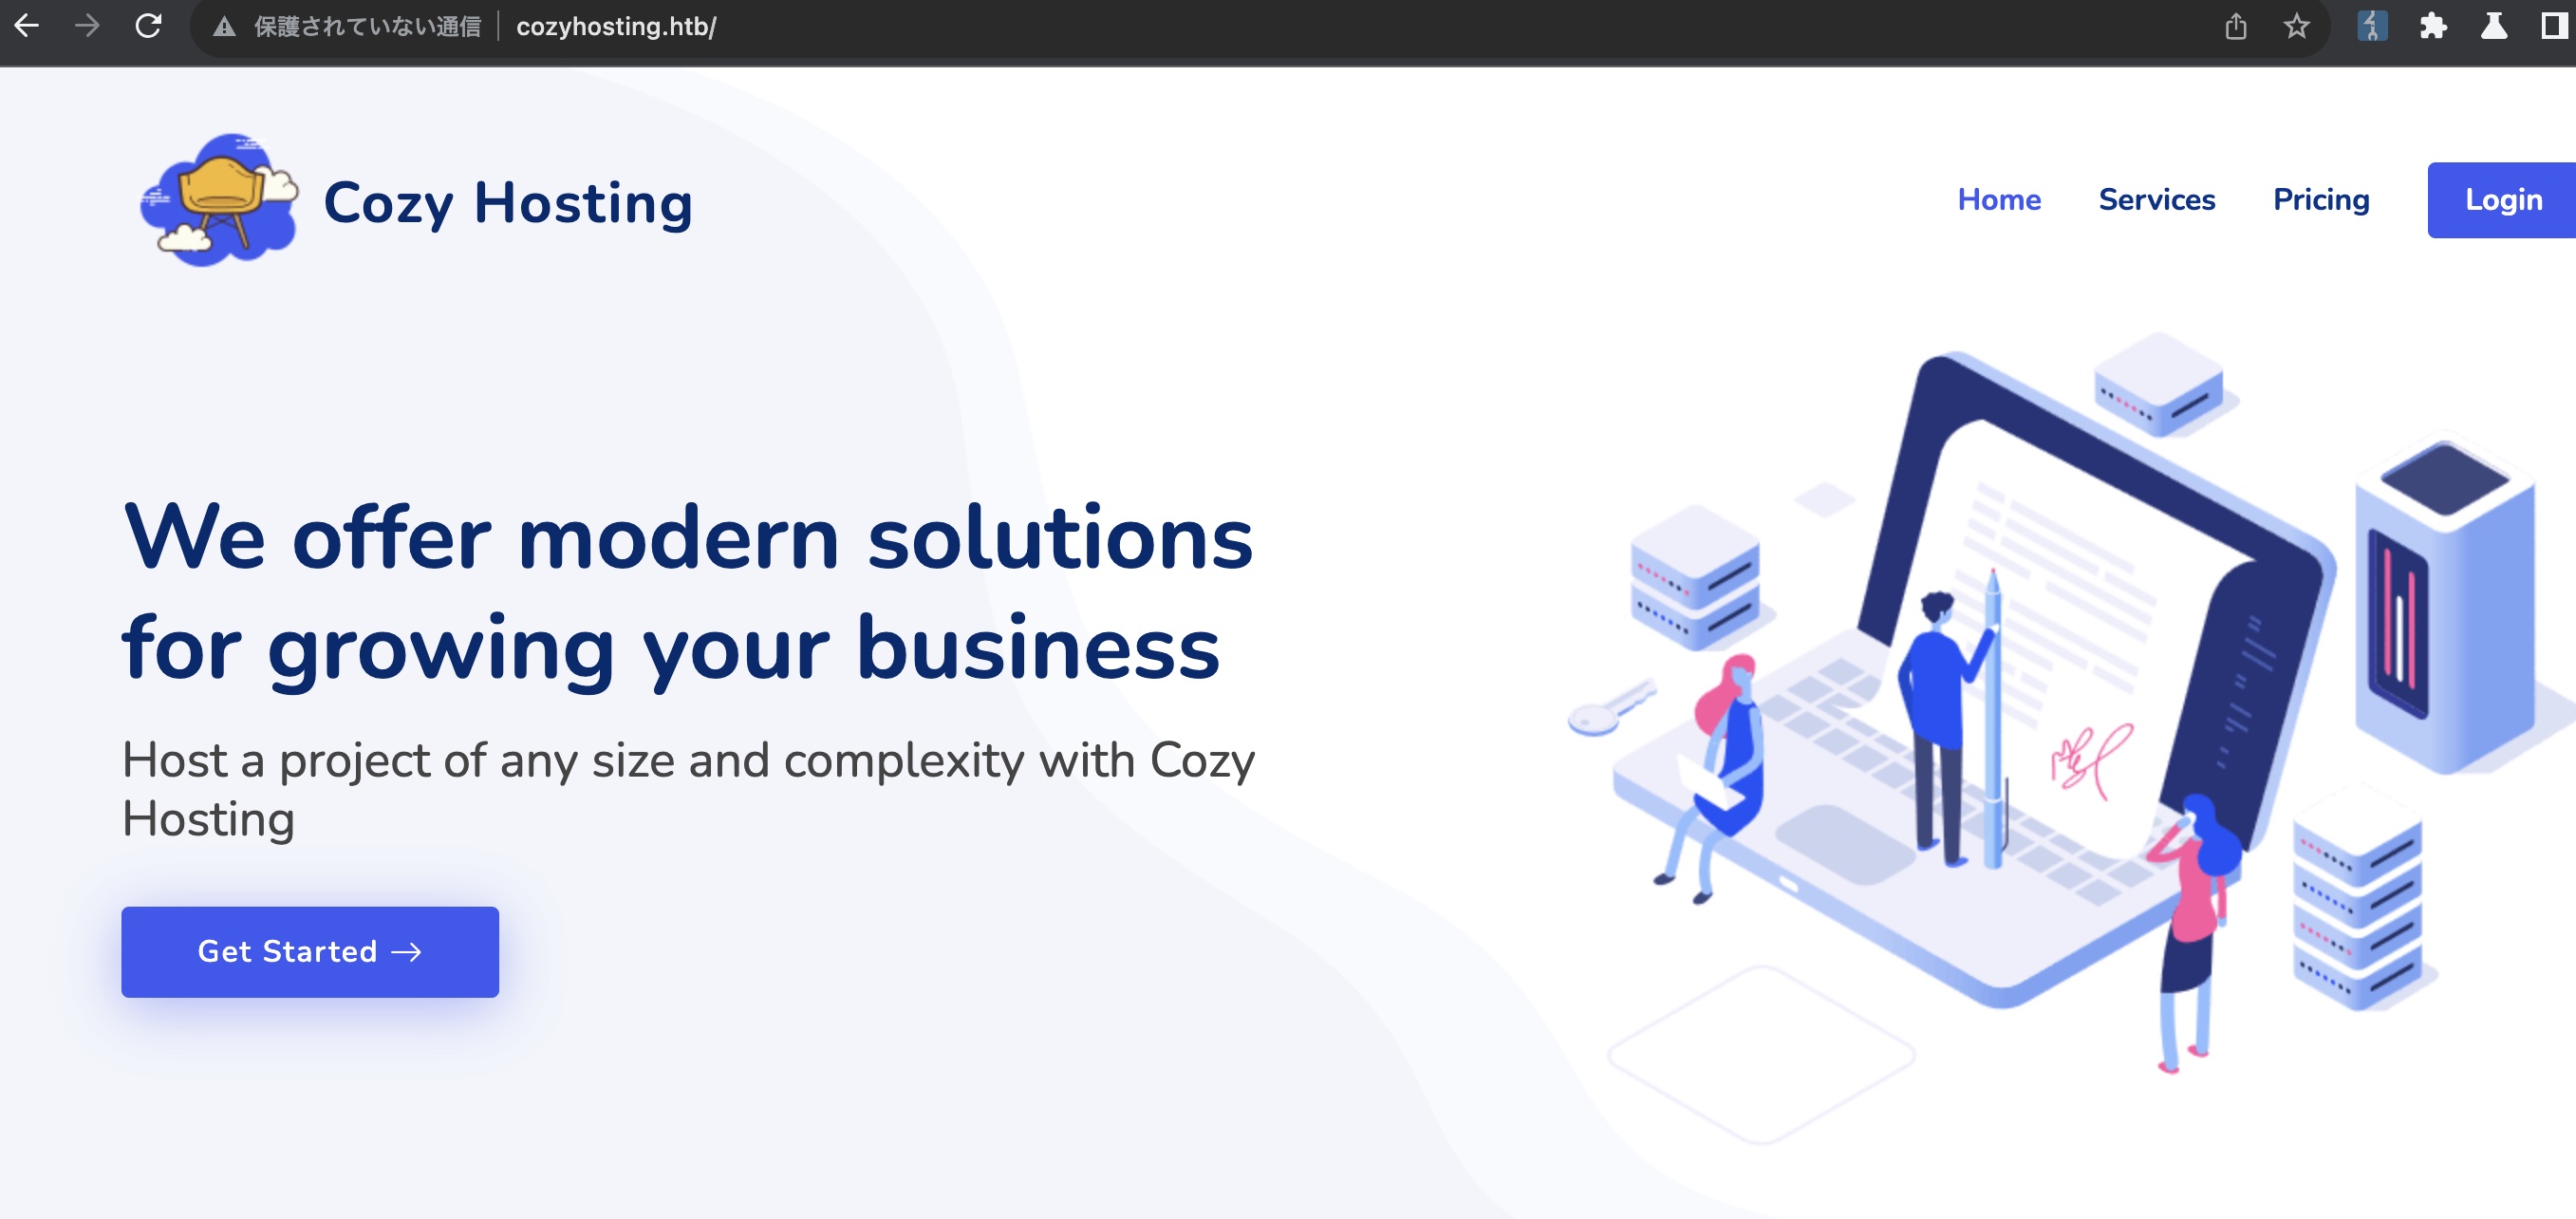 保護されていない通信 cozyhosting.htb/
Cozy Hosting
Home Services Pricing Login
We offer modern solutions
for growing your business
Host a project of any size and complexity with Cozy
Hosting
Get Started →